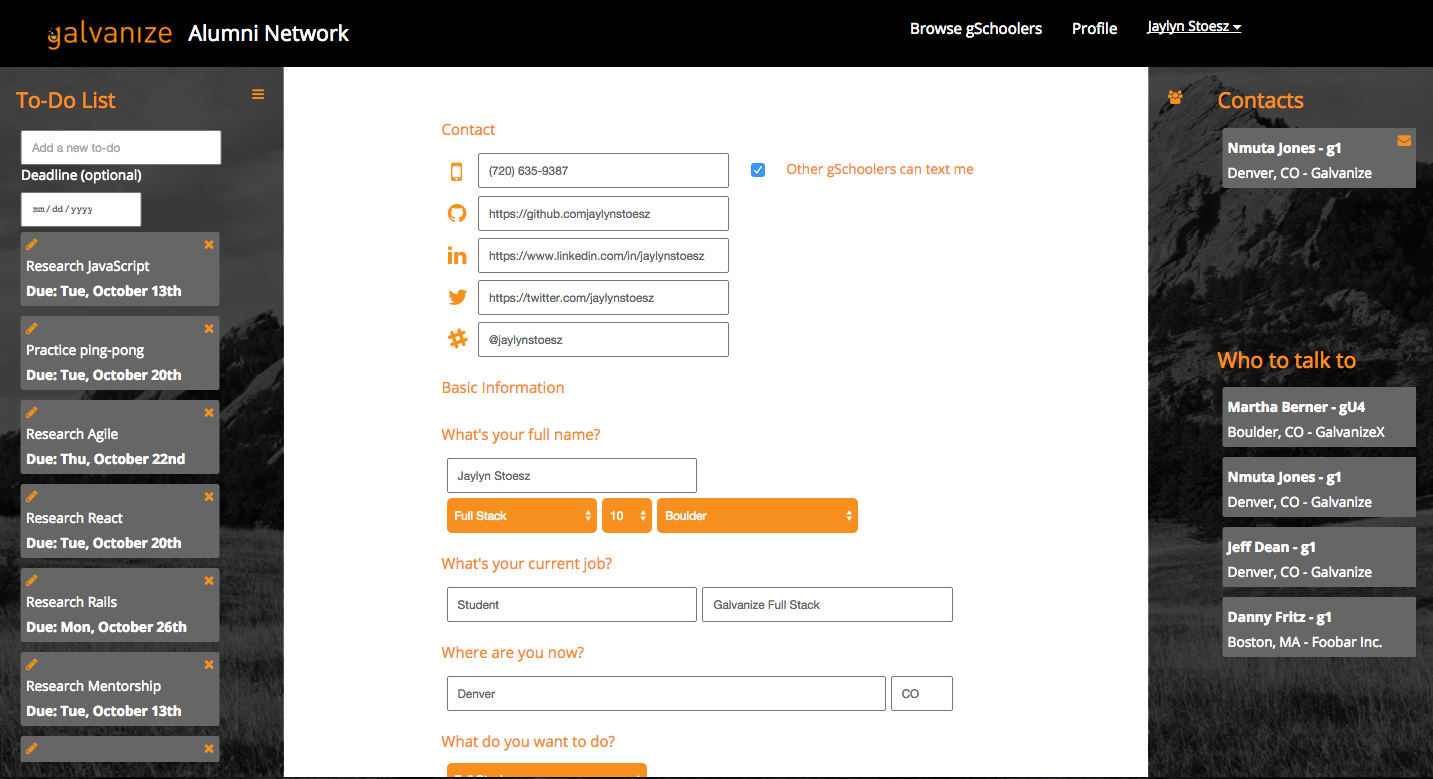 galvanize Alumni Network
Browse gSchoolers
Profile
Jaylyn Stoesz
To-Do List
Add a new to-do
Deadline (optional)
mm/dd/yyyy
Research JavaScript
Due: Tue, October 13th
Practice ping-pong
Due: Tue, October 20th
Research Agile
Due: Thu, October 22nd
Research React
Due: Tue, October 20th
Research Rails
Due: Mon, October 26th
Research Mentorship
Due: Tue, October 13th
Contact
(720) 635-9387
Other gSchoolers can text me
https://github.comjaylynstoesz
https://www.linkedin.com/in/jaylynstoesz
https://twitter.com/jaylynstoesz
@jaylynstoesz
Basic Information
What's your full name?
Jaylyn Stoesz
Full Stack 10 Boulder
What's your current job?
Student Galvanize Full Stack
Where are you now?
Denver CO
What do you want to do?
Contacts
Nmuta Jones - g1
Denver, CO - Galvanize
Who to talk to
Martha Berner - gU4
Boulder, CO - GalvanizeX
Nmuta Jones - g1
Denver, CO - Galvanize
Jeff Dean - g1
Denver, CO - Galvanize
Danny Fritz - g1
Boston, MA - Foobar Inc.